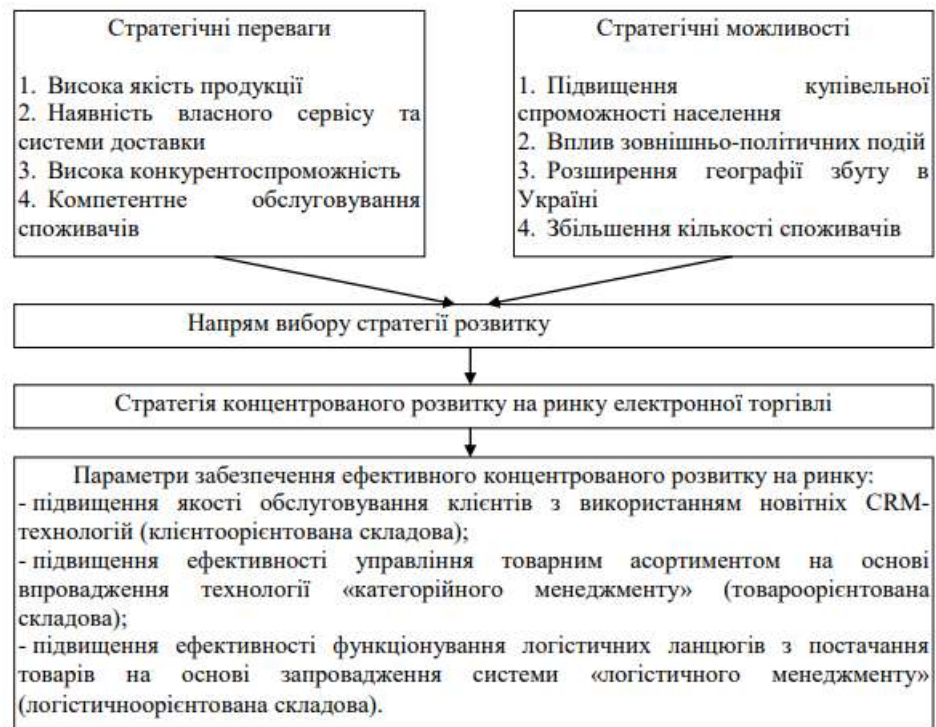 Стратегічні переваги
1. Висока якість продукції
2. Наявність власного сервісу та
системи доставки
3. Висока конкурентоспроможність
4. Компетентне обслуговування
споживачів
Стратегічні можливості
1. Підвищення купівельної
спроможності населення
2. Вплив зовнішньо-політичних подій
3. Розширення географії збуту в
Україні
4. Збільшення кількості споживачів
Напрям вибору стратегії розвитку
Стратегія концентрованого розвитку на ринку електронної торгівлі
Параметри забезпечення ефективного концентрованого розвитку на ринку:
- підвищення якості обслуговування клієнтів з використанням новітніх CRM-
технологій (клієнтоорієнтована складова);
- підвищення ефективності управління товарним асортиментом на основі
впровадження технології «категорійного менеджменту» (товароорієнтована
складова);
- підвищення ефективності функціонування логістичних ланцюгів з постачання
товарів на основі запровадження системи «логістичного менеджменту»
(логістичноорієнтована складова).